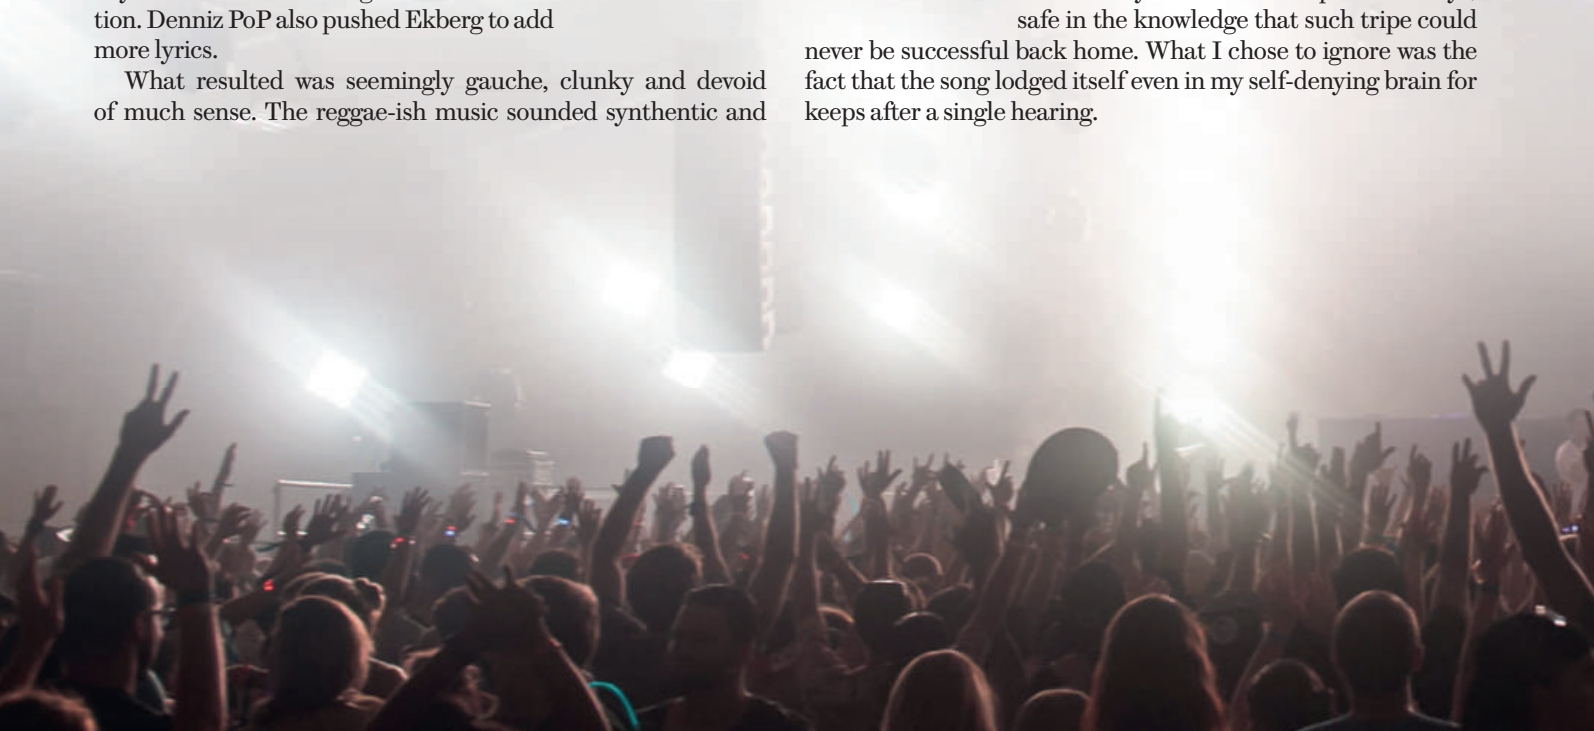 tion. Denniz PoP also pushed Ekberg to add
more lyrics.
What resulted was seemingly gauche, clunky and devoid
of much sense. The reggae-ish music sounded synthentic and
safe in the knowledge that such tripe could
never be successful back home. What I chose to ignore was the
fact that the song lodged itself even in my self-denying brain for
keeps after a single hearing.